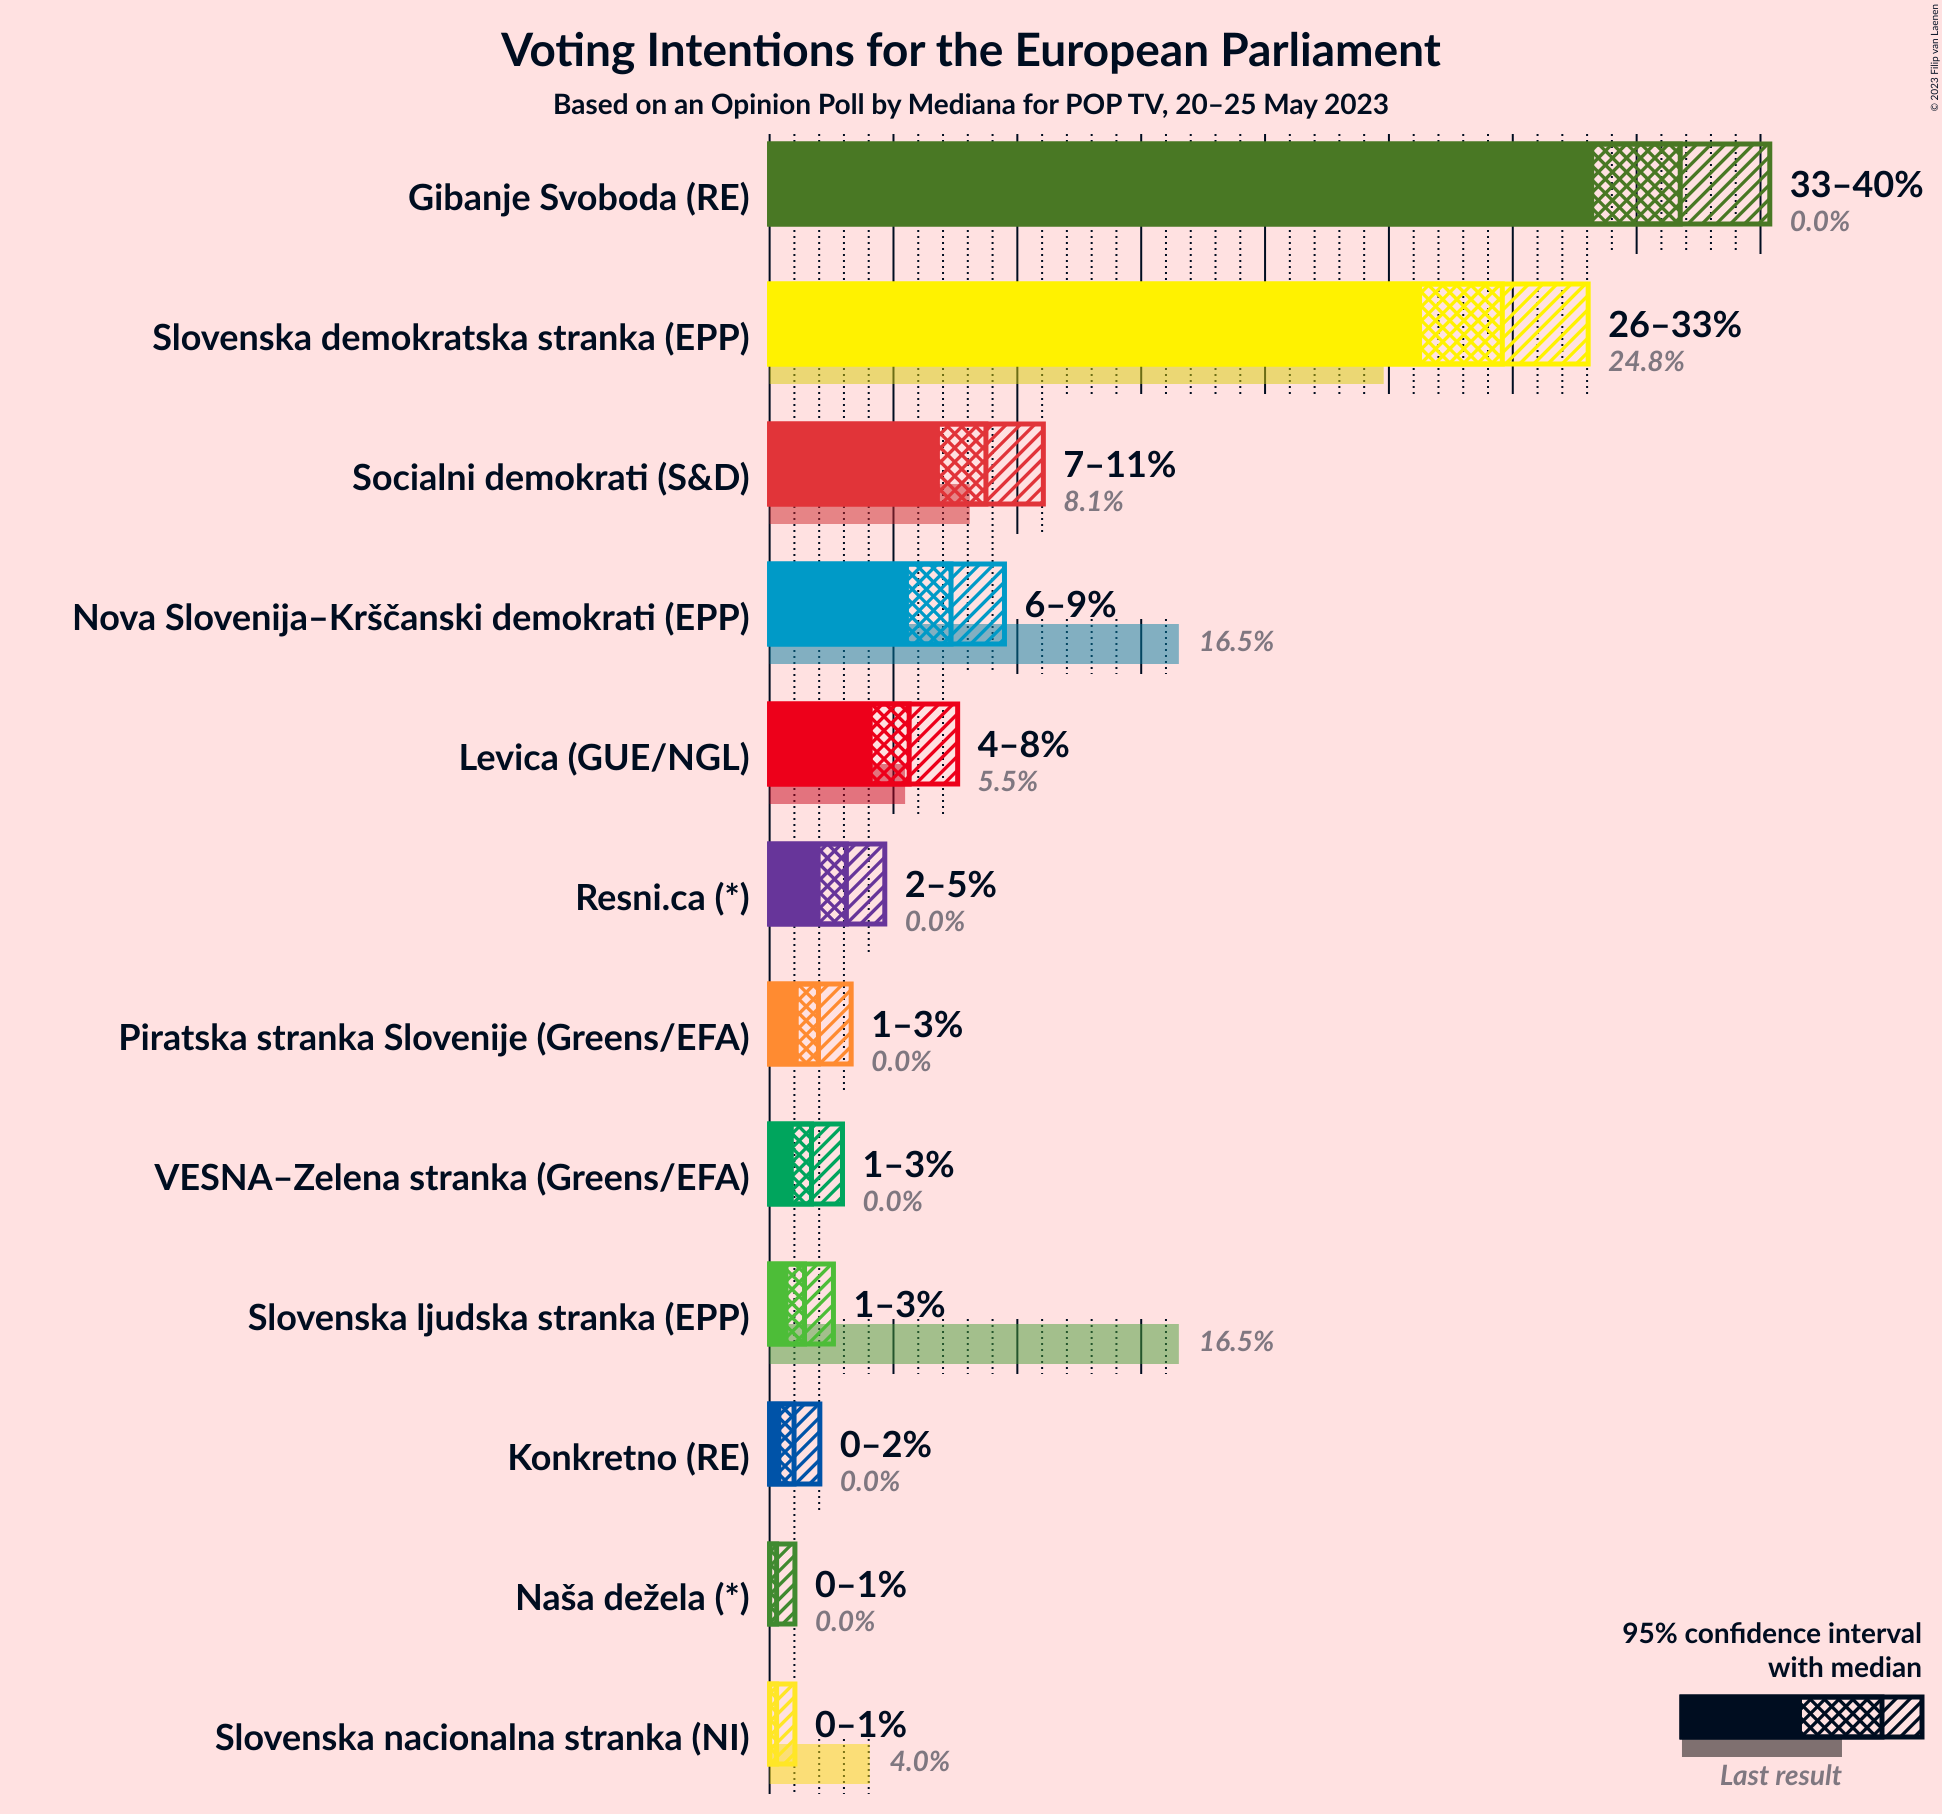 Voting Intentions for the European Parliament
Based on an Opinion Poll by Mediana for POP TV, 20–25 May 2023
© 2023 Filip van Laenen
Gibanje Svoboda (RE)
33–40%
0.0%
Slovenska demokratska stranka (EPP)
26–33%
24.8%
Socialni demokrati (S&D)
7–11%
8.1%
Nova Slovenija–Krščanski demokrati (EPP)
6–9%
16.5%
Levica (GUE/NGL)
4–8%
5.5%
Resni.ca (*)
2–5%
0.0%
Piratska stranka Slovenije (Greens/EFA)
1–3%
0.0%
VESNA–Zelena stranka (Greens/EFA)
1–3%
0.0%
Slovenska ljudska stranka (EPP)
1–3%
16.5%
Konkretno (RE)
0–2%
0.0%
Naša dežela (*)
0–1%
0.0%
Slovenska nacionalna stranka (NI)
0–1%
4.0%
95% confidence interval
with median
Last result